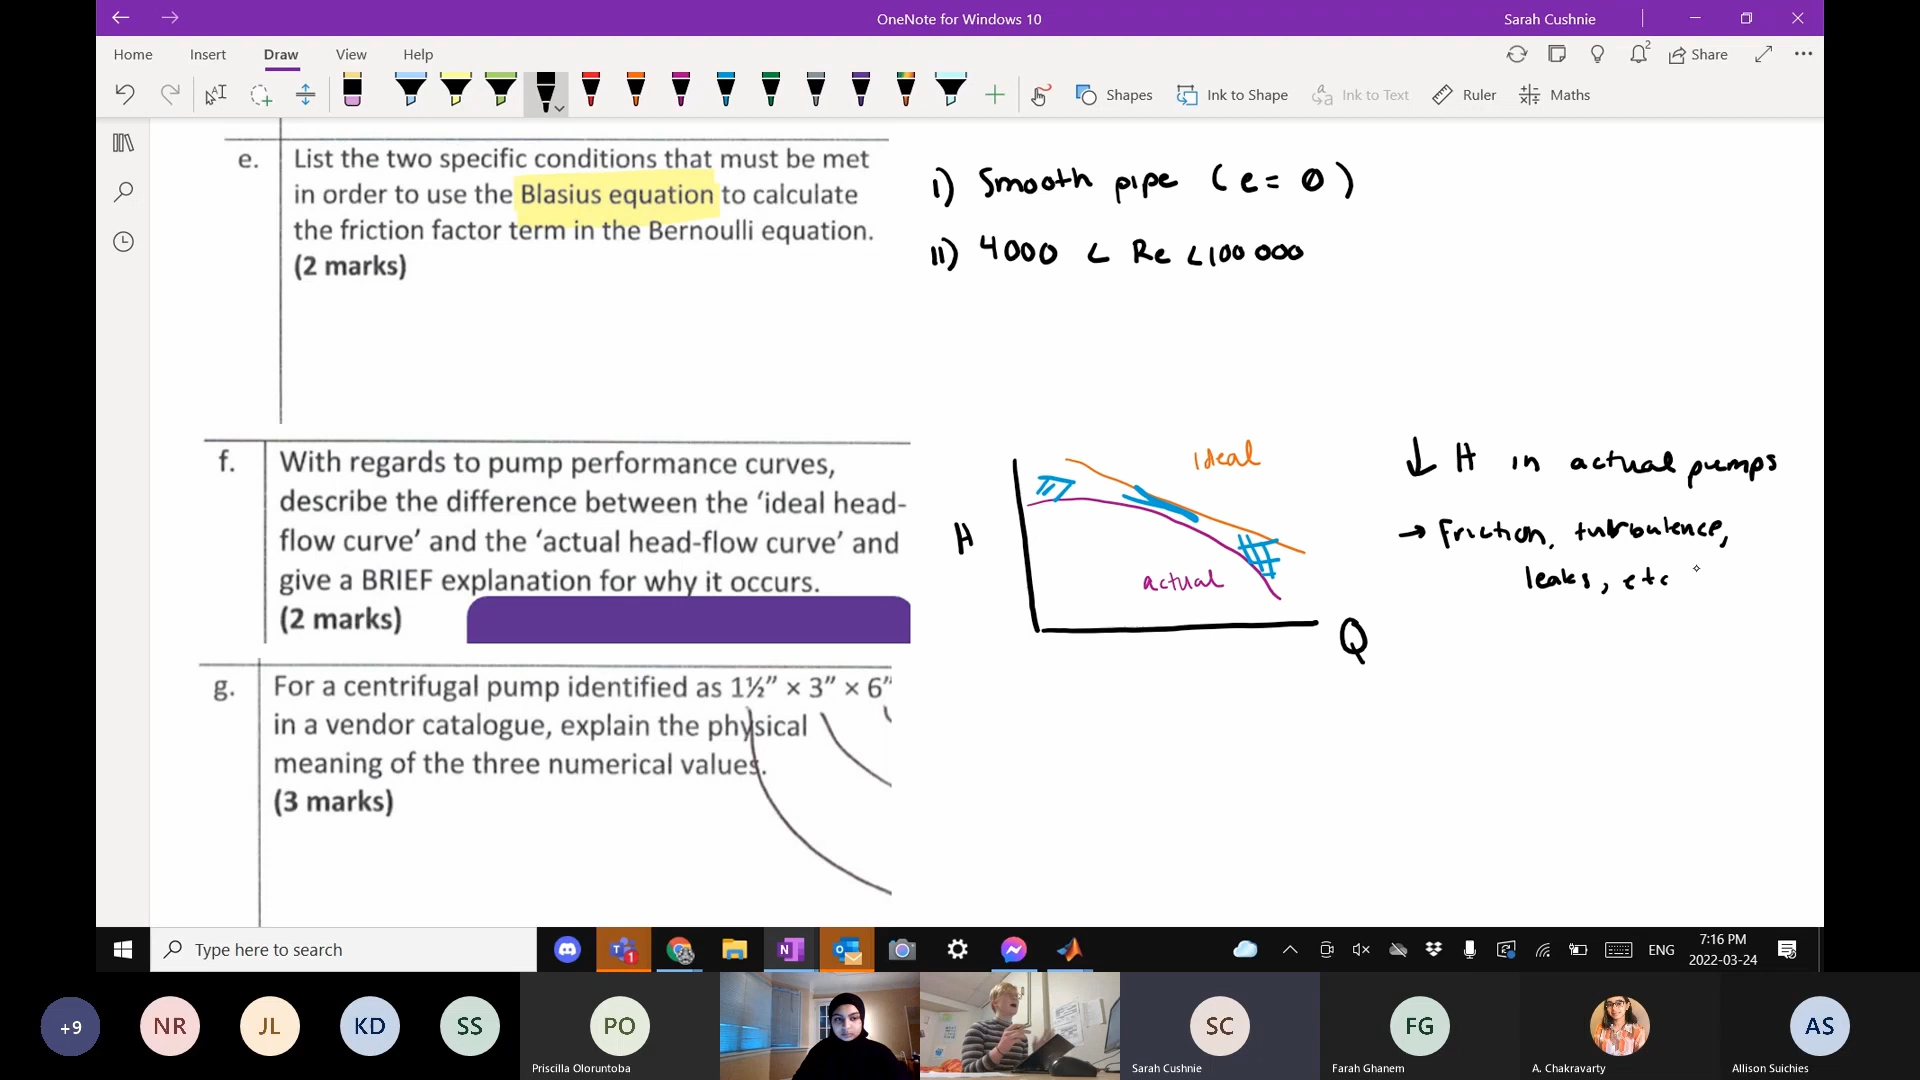 OneNote for Windows 10
Sarah Cushnie
Home Insert Draw View Help
2 Share
Shapes Ink to Shape Ink to Text Ruler Maths
e. List the two specific conditions that must be met
in order to use the Blasius equation to calculate
the friction factor term in the Bernoulli equation.
(2 marks)
i) Smooth pipe (e = 0)
ii) 4000 < Re < 100 000
f. With regards to pump performance curves,
describe the difference between the 'ideal head-
flow curve' and the 'actual head-flow curve' and
give a BRIEF explanation for why it occurs.
(2 marks)
ideal
H
actual
Q
↓ H in actual pumps
→ Friction, turbulence,
leaks, etc
g. For a centrifugal pump identified as 1½" × 3" × 6"
in a vendor catalogue, explain the physical
meaning of the three numerical values.
(3 marks)
Type here to search
1
ENG
7:16 PM
2022-03-24
+9 NR JL KD SS PO SC FG AS
Priscilla Oloruntoba Sarah Cushnie Farah Ghanem A. Chakravarty Allison Suichies